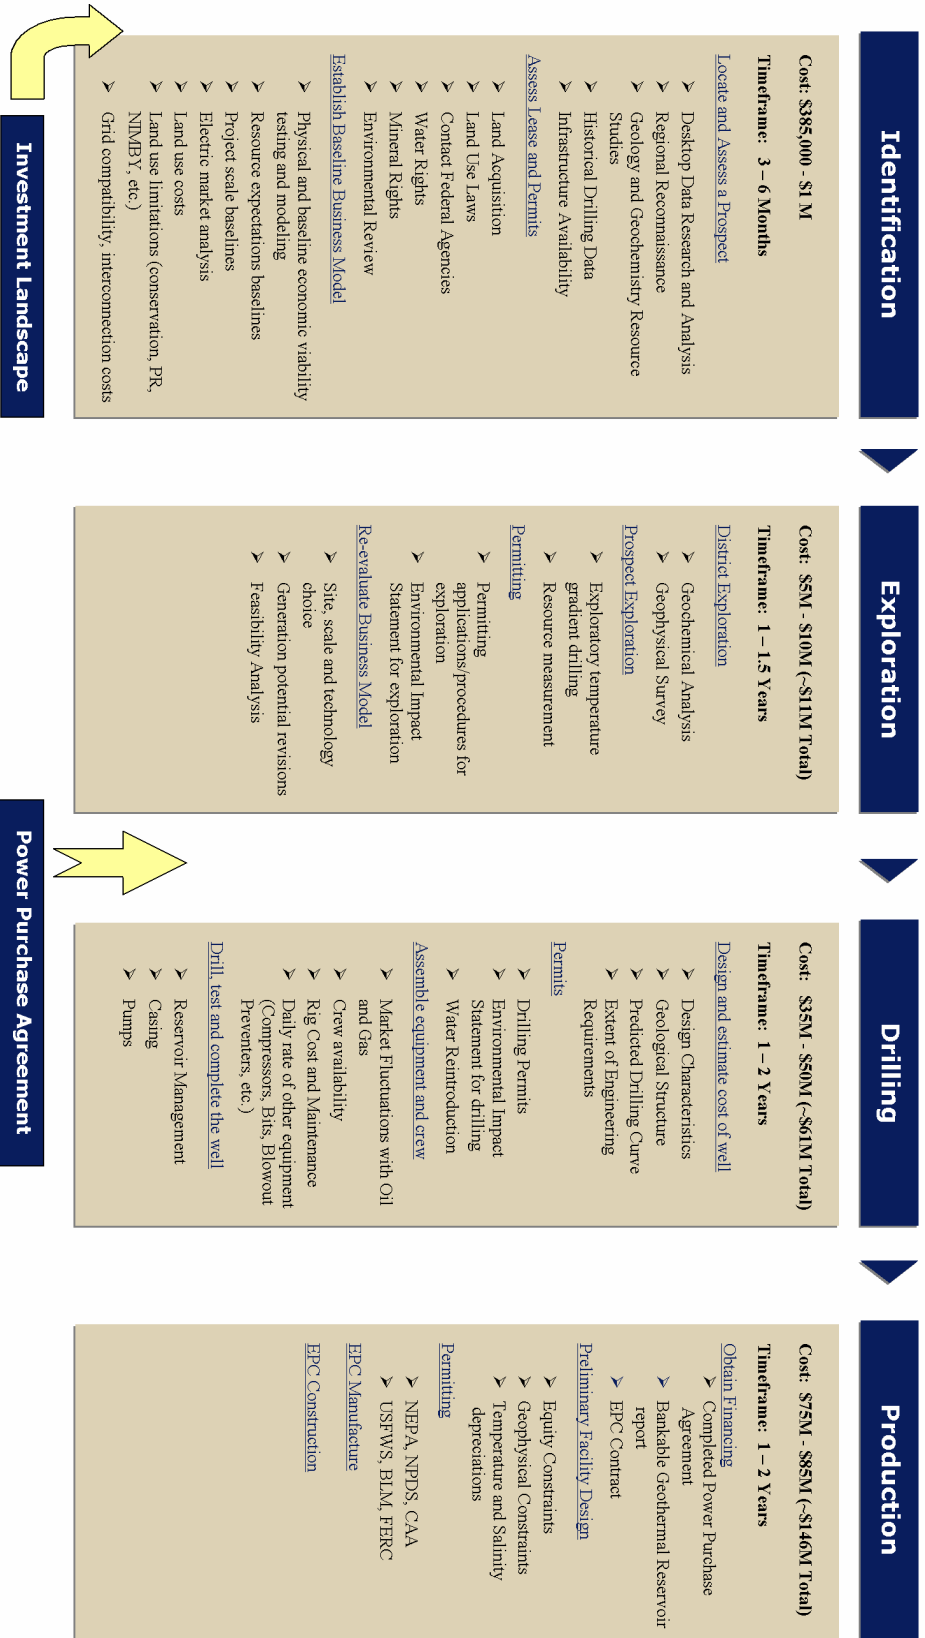 Identification
Cost: $385,000 - $1 M
Timeframe: 3 – 6 Months
Locate and Assess a Prospect
➢ Desktop Data Research and Analysis
➢ Regional Reconnaissance
➢ Geology and Geochemistry Resource
Studies
➢ Historical Drilling Data
➢ Infrastructure Availability
Assess Lease and Permits
➢ Land Acquisition
➢ Land Use Laws
➢ Contact Federal Agencies
➢ Water Rights
➢ Mineral Rights
➢ Environmental Review
Establish Baseline Business Model
➢ Physical and baseline economic viability
testing and modeling
➢ Resource expectations baselines
➢ Project scale baselines
➢ Electric market analysis
➢ Land use costs
➢ Land use limitations (conservation, PR,
NIMBY, etc.)
➢ Grid compatibility, interconnection costs
Investment Landscape
Exploration
Cost: $5M - $10M (~$11M Total)
Timeframe: 1 – 1.5 Years
District Exploration
➢ Geochemical Analysis
➢ Geophysical Survey
Prospect Exploration
➢ Exploratory temperature
gradient drilling
➢ Resource measurement
Permitting
➢ Permitting
applications/procedures for
exploration
➢ Environmental Impact
Statement for exploration
Re-evaluate Business Model
➢ Site, scale and technology
choice
➢ Generation potential revisions
➢ Feasibility Analysis
Power Purchase Agreement
Drilling
Cost: $35M - $50M (~$61M Total)
Timeframe: 1 – 2 Years
Design and estimate cost of well
➢ Design Characteristics
➢ Geological Structure
➢ Predicted Drilling Curve
➢ Extent of Engineering
Requirements
Permits
➢ Drilling Permits
➢ Environmental Impact
Statement for drilling
➢ Water Reintroduction
Assemble equipment and crew
➢ Market Fluctuations with Oil
and Gas
➢ Crew availability
➢ Rig Cost and Maintenance
➢ Daily rate of other equipment
(Compressors, Bits, Blowout
Preventers, etc.)
Drill, test and complete the well
➢ Reservoir Management
➢ Casing
➢ Pumps
Production
Cost: $75M - $85M (~$146M Total)
Timeframe: 1 – 2 Years
Obtain Financing
➢ Completed Power Purchase
Agreement
➢ Bankable Geothermal Reservoir
report
➢ EPC Contract
Preliminary Facility Design
➢ Equity Constraints
➢ Geophysical Constraints
➢ Temperature and Salinity
depreciations
Permitting
➢ NEPA, NPDS, CAA
➢ USFWS, BLM, FERC
EPC Manufacture
EPC Construction